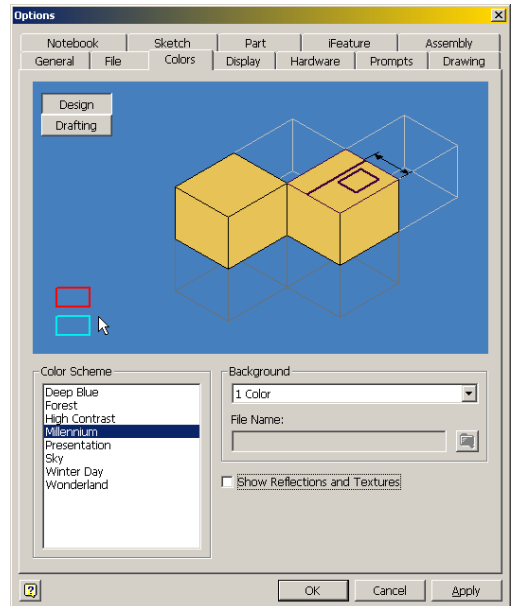 Options
Notebook Sketch Part iFeature Assembly
General File Colors Display Hardware Prompts Drawing
Design
Drafting
Color Scheme
Deep Blue
Forest
High Contrast
Millennium
Presentation
Sky
Winter Day
Wonderland
Background
1 Color
File Name:
Show Reflections and Textures
OK Cancel Apply